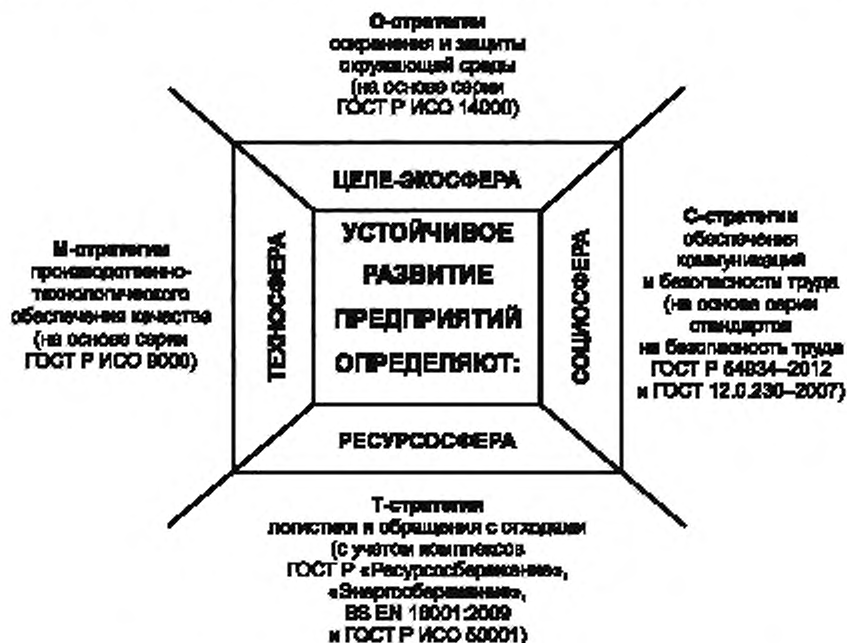 О-стратегии
сохранения и защиты
окружающей среды
(на основе серии
ГОСТ Р ИСО 14000)
ЦЕЛЕ-ЭКОСФЕРА
М-стратегии
производственно-
технологического
обеспечения качества
(на основе серии
ГОСТ Р ИСО 9000)
ТЕХНОСФЕРА
УСТОЙЧИВОЕ
РАЗВИТИЕ
ПРЕДПРИЯТИЙ
ОПРЕДЕЛЯЮТ:
СОЦИОСФЕРА
С-стратегии
обеспечения
коммуникаций
и безопасности труда
(на основе серии
стандартов
на безопасность труда
ГОСТ Р 54934–2012
и ГОСТ 12.0.230–2007)
РЕСУРСОСФЕРА
Т-стратегии
логистики и обращения с отходами
(с учетом комплексов
ГОСТ Р «Ресурсосбережение»,
«Энергосбережение»,
BS EN 16001:2009
и ГОСТ Р ИСО 50001)